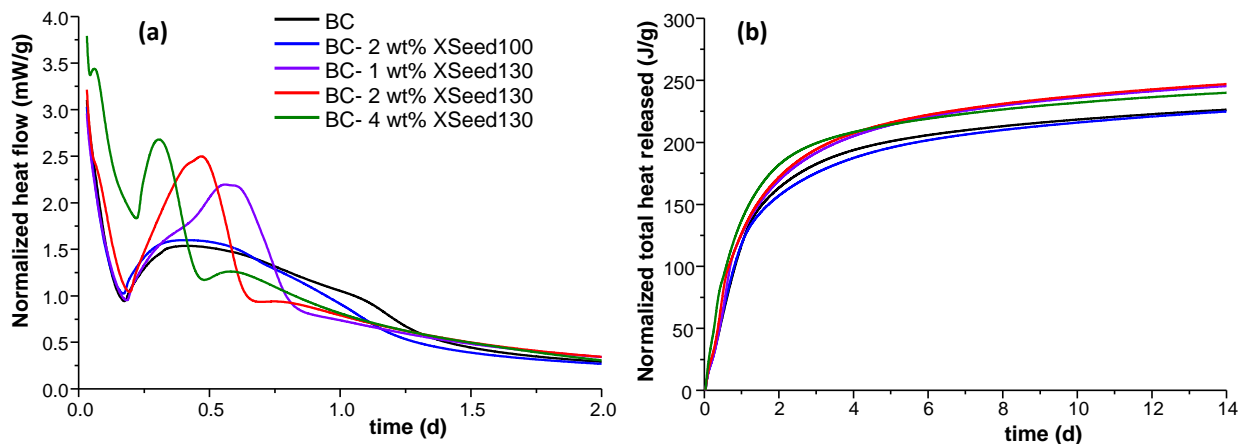 (a)
BC
BC- 2 wt% XSeed100
BC- 1 wt% XSeed130
BC- 2 wt% XSeed130
BC- 4 wt% XSeed130
Normalized heat flow (mW/g)
4.0
3.5
3.0
2.5
2.0
1.5
1.0
0.5
0.0
0.0 0.5 1.0 1.5 2.0
time (d)
(b)
Normalized total heat released (J/g)
300
250
200
150
100
50
0
0 2 4 6 8 10 12 14
time (d)